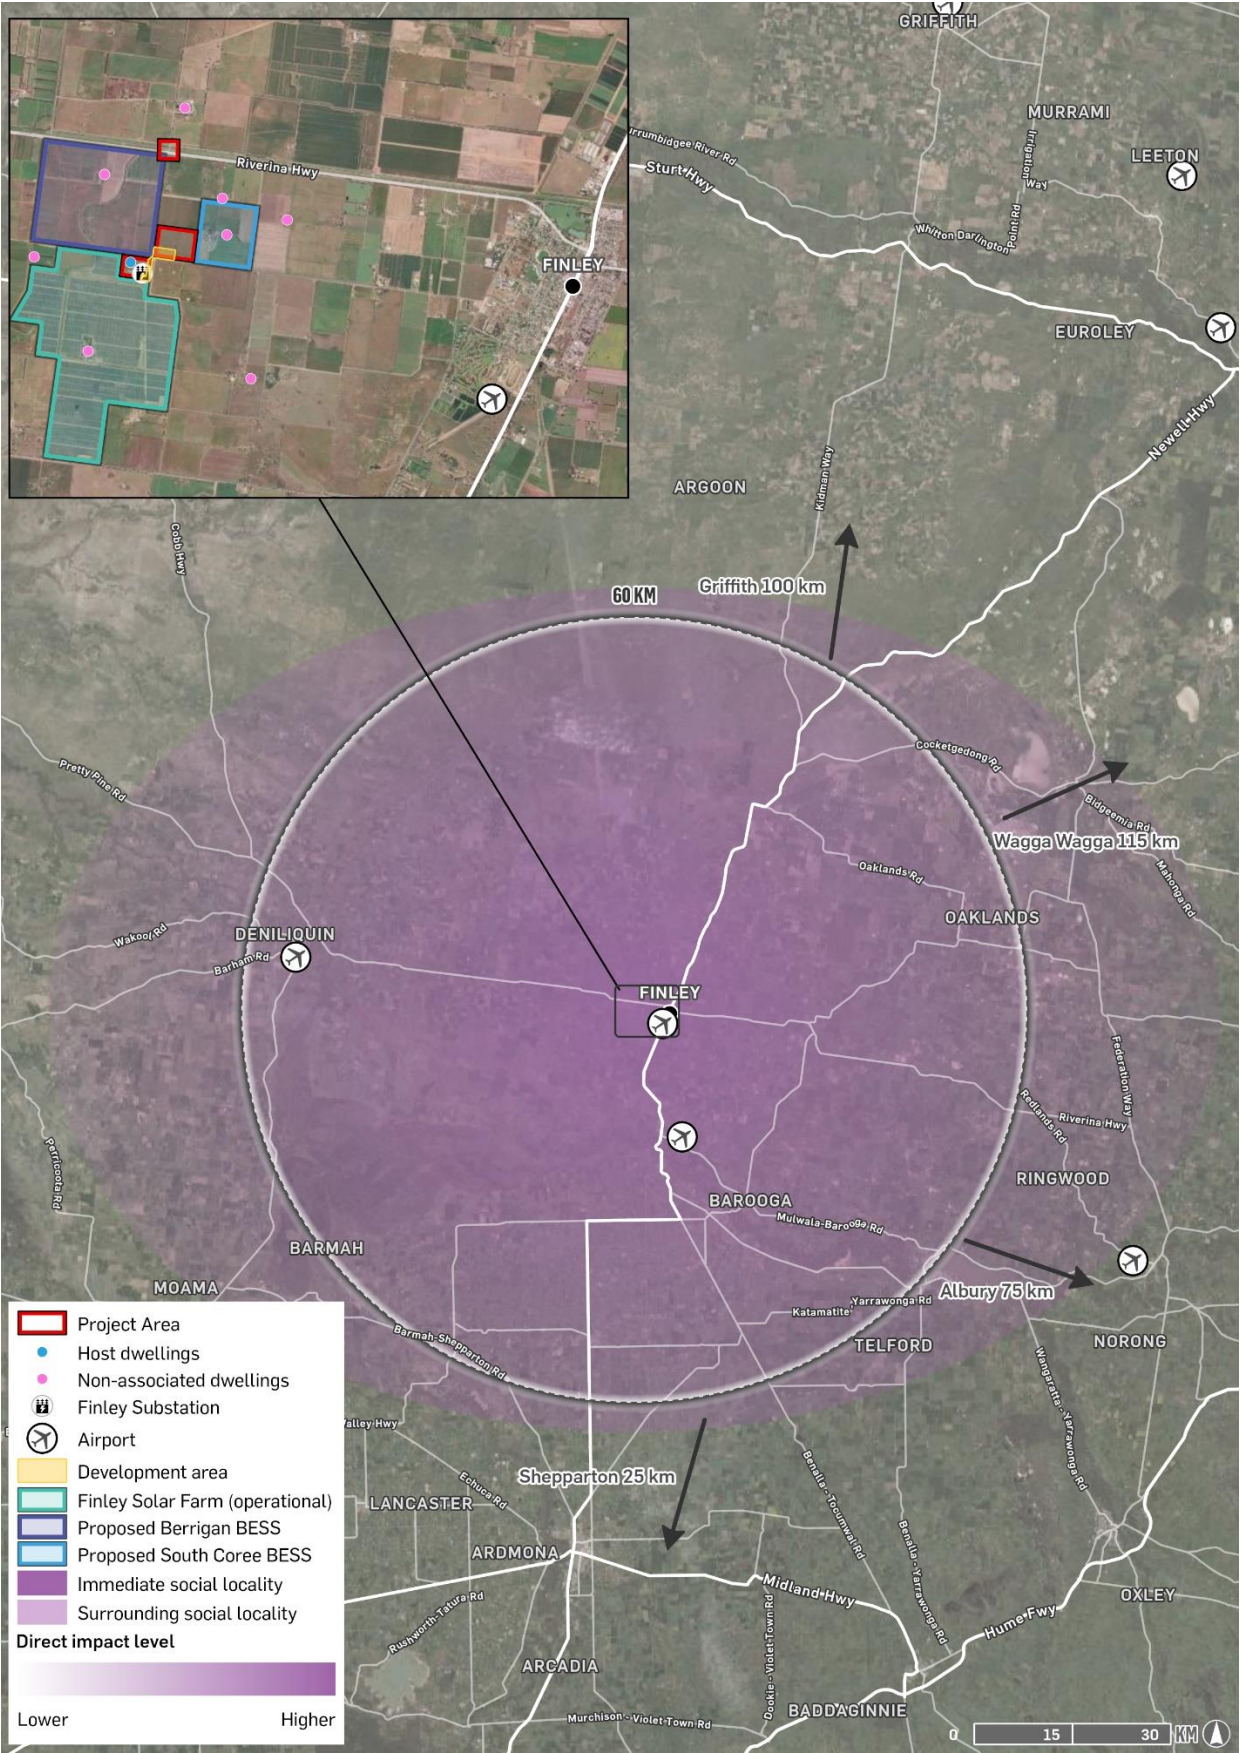 GRIFFITH
MURRAMI
LEETON
Irrigation
Way
urrumbidgee River Rd
Sturt Hwy
Whitton Darlington
Point Rd
EUROLEY
Riverina Hwy
FINLEY
Newell Hwy
Kidman Way
ARGOON
Cobb Hwy
60 KM
Griffith 100 km
Cocketgedong Rd
Pretty Pine Rd
Bidgeemia Rd
Wagga Wagga 115 km
Mahonga Rd
Oaklands Rd
OAKLANDS
Wakool Rd
DENILIQUIN
Barham Rd
FINLEY
Federation Way
Redlands Rd
Riverina Hwy
Perricoota Rd
RINGWOOD
BAROOGA
Mulwala-Barooga Rd
BARMAH
MOAMA
Albury 75 km
Katamatite
Yarrawonga Rd
Barmah-Shepparton Rd
TELFORD
NORONG
Wangaratta - Yarrawonga Rd
Valley Hwy
Echuca Rd
Shepparton 25 km
LANCASTER
Benalla - Tocumwal Rd
Benalla - Yarrawonga Rd
ARDMONA
Midland Hwy
Rushworth-Tatura Rd
Dookie - Violet Town Rd
OXLEY
Hume Fwy
ARCADIA
BADDAGINNIE
Murchison - Violet Town Rd
Project Area
Host dwellings
Non-associated dwellings
Finley Substation
Airport
Development area
Finley Solar Farm (operational)
Proposed Berrigan BESS
Proposed South Coree BESS
Immediate social locality
Surrounding social locality
Direct impact level
Lower Higher
0 15 30 KM